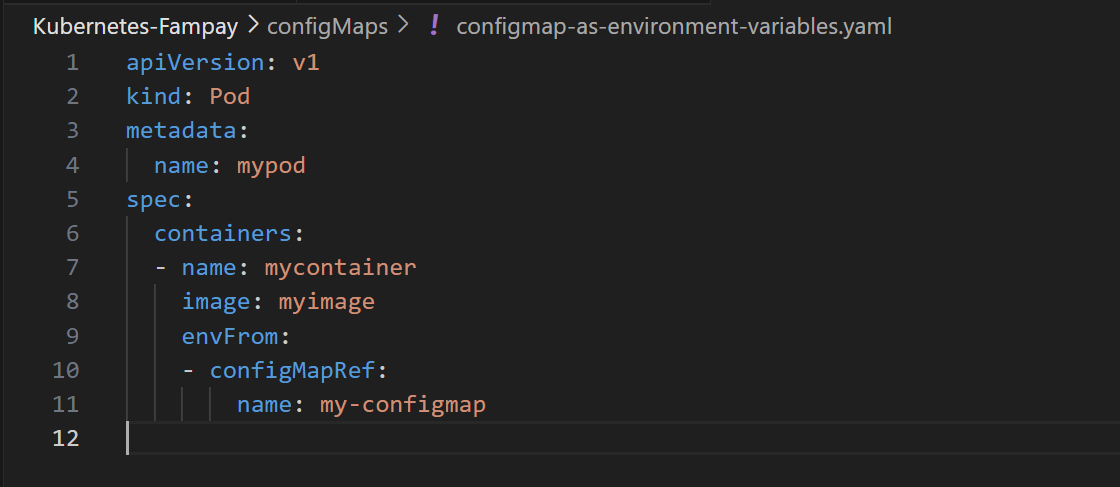 Kubernetes-Fampay > configMaps > ! configmap-as-environment-variables.yaml
1 apiVersion: v1
2 kind: Pod
3 metadata:
4   name: mypod
5 spec:
6   containers:
7   - name: mycontainer
8     image: myimage
9     envFrom:
10     - configMapRef:
11         name: my-configmap
12